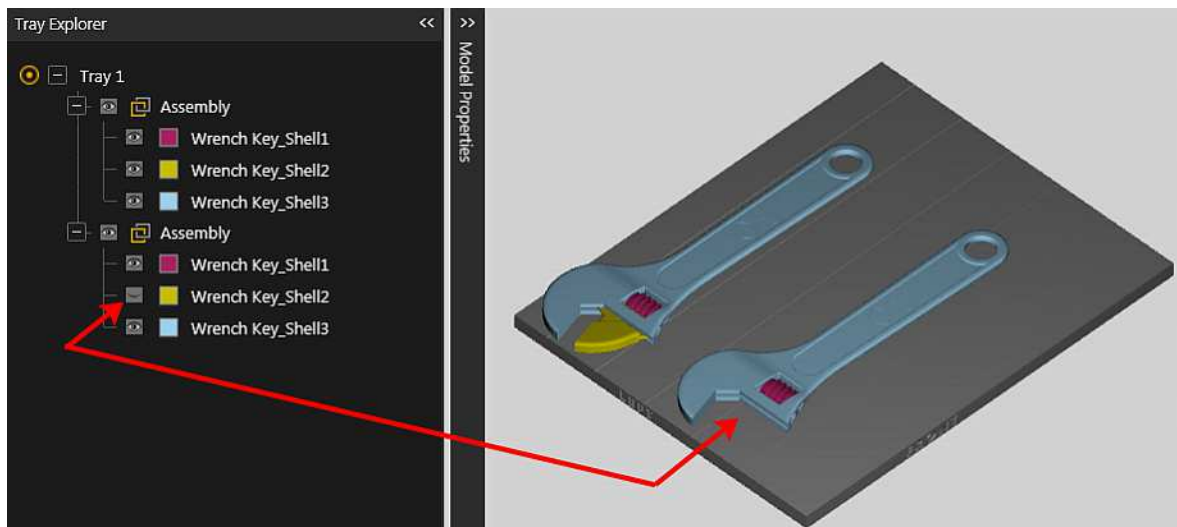 Tray Explorer
<<
>>
Model Properties
Tray 1
Assembly
Wrench Key_Shell1
Wrench Key_Shell2
Wrench Key_Shell3
Assembly
Wrench Key_Shell1
Wrench Key_Shell2
Wrench Key_Shell3